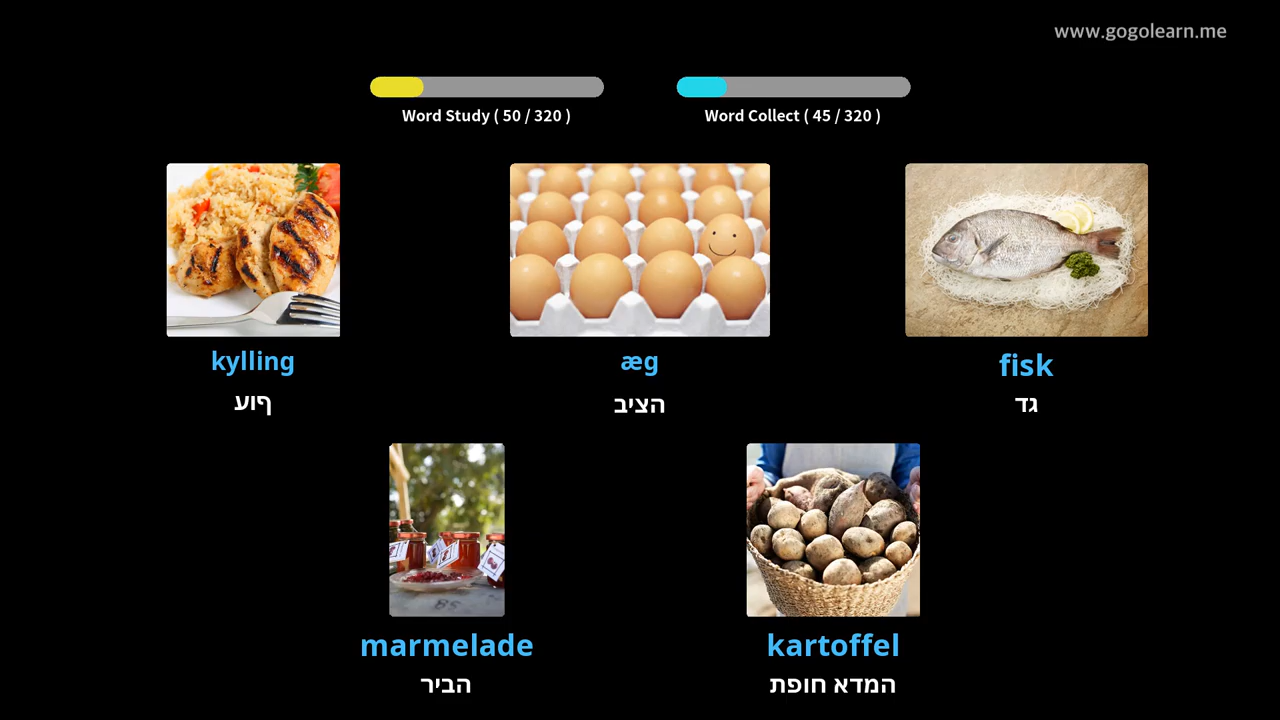 www.gogolearn.me
Word Study ( 50 / 320 )
Word Collect ( 45 / 320 )
kylling
ףוע
æg
הציב
fisk
גד
marmelade
הביר
kartoffel
המדא חופת